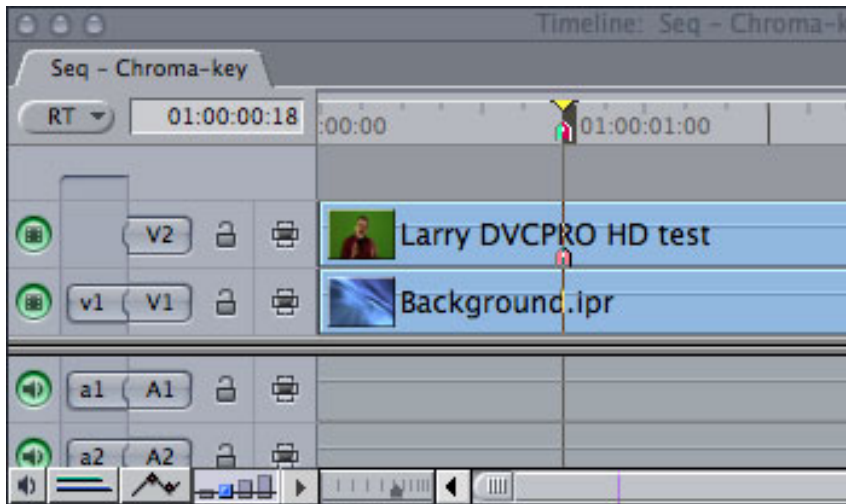 Timeline: Seq – Chroma-k
Seq – Chroma-key
RT 01:00:00:18 :00:00 01:00:01:00
V2 Larry DVCPRO HD test
v1 V1 Background.ipr
a1 A1
a2 A2